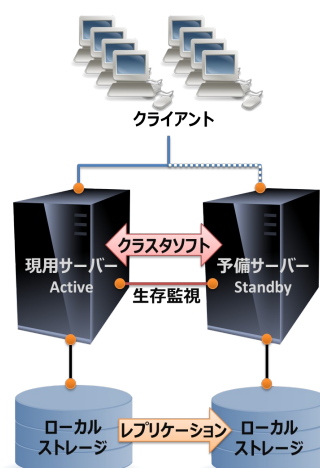 クライアント
クラスタソフト
現用サーバー
Active
予備サーバー
Standby
生存監視
ローカル
ストレージ
レプリケーション
ローカル
ストレージ